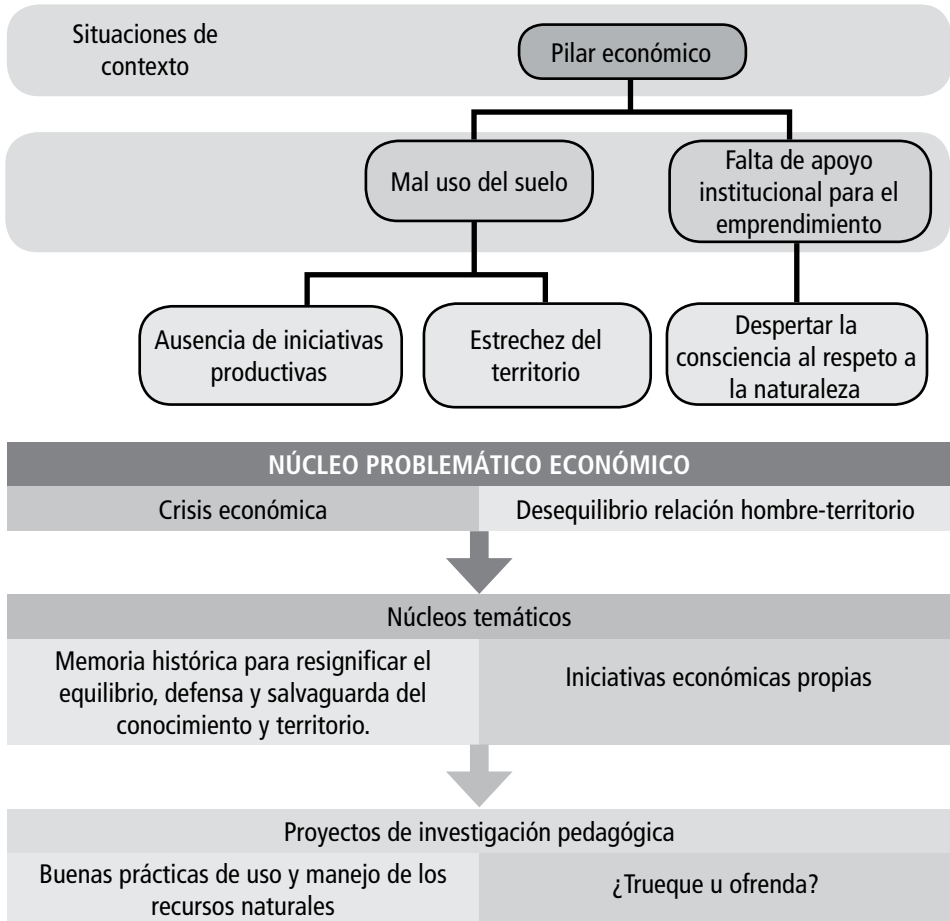 Situaciones de
contexto
Pilar económico
Mal uso del suelo
Falta de apoyo
institucional para el
emprendimiento
Ausencia de iniciativas
productivas
Estrechez del
territorio
Despertar la
consciencia al respeto a
la naturaleza
NÚCLEO PROBLEMÁTICO ECONÓMICO
Crisis económica
Desequilibrio relación hombre-territorio
Núcleos temáticos
Memoria histórica para resignificar el
equilibrio, defensa y salvaguarda del
conocimiento y territorio.
Iniciativas económicas propias
Proyectos de investigación pedagógica
Buenas prácticas de uso y manejo de los
recursos naturales
¿Trueque u ofrenda?